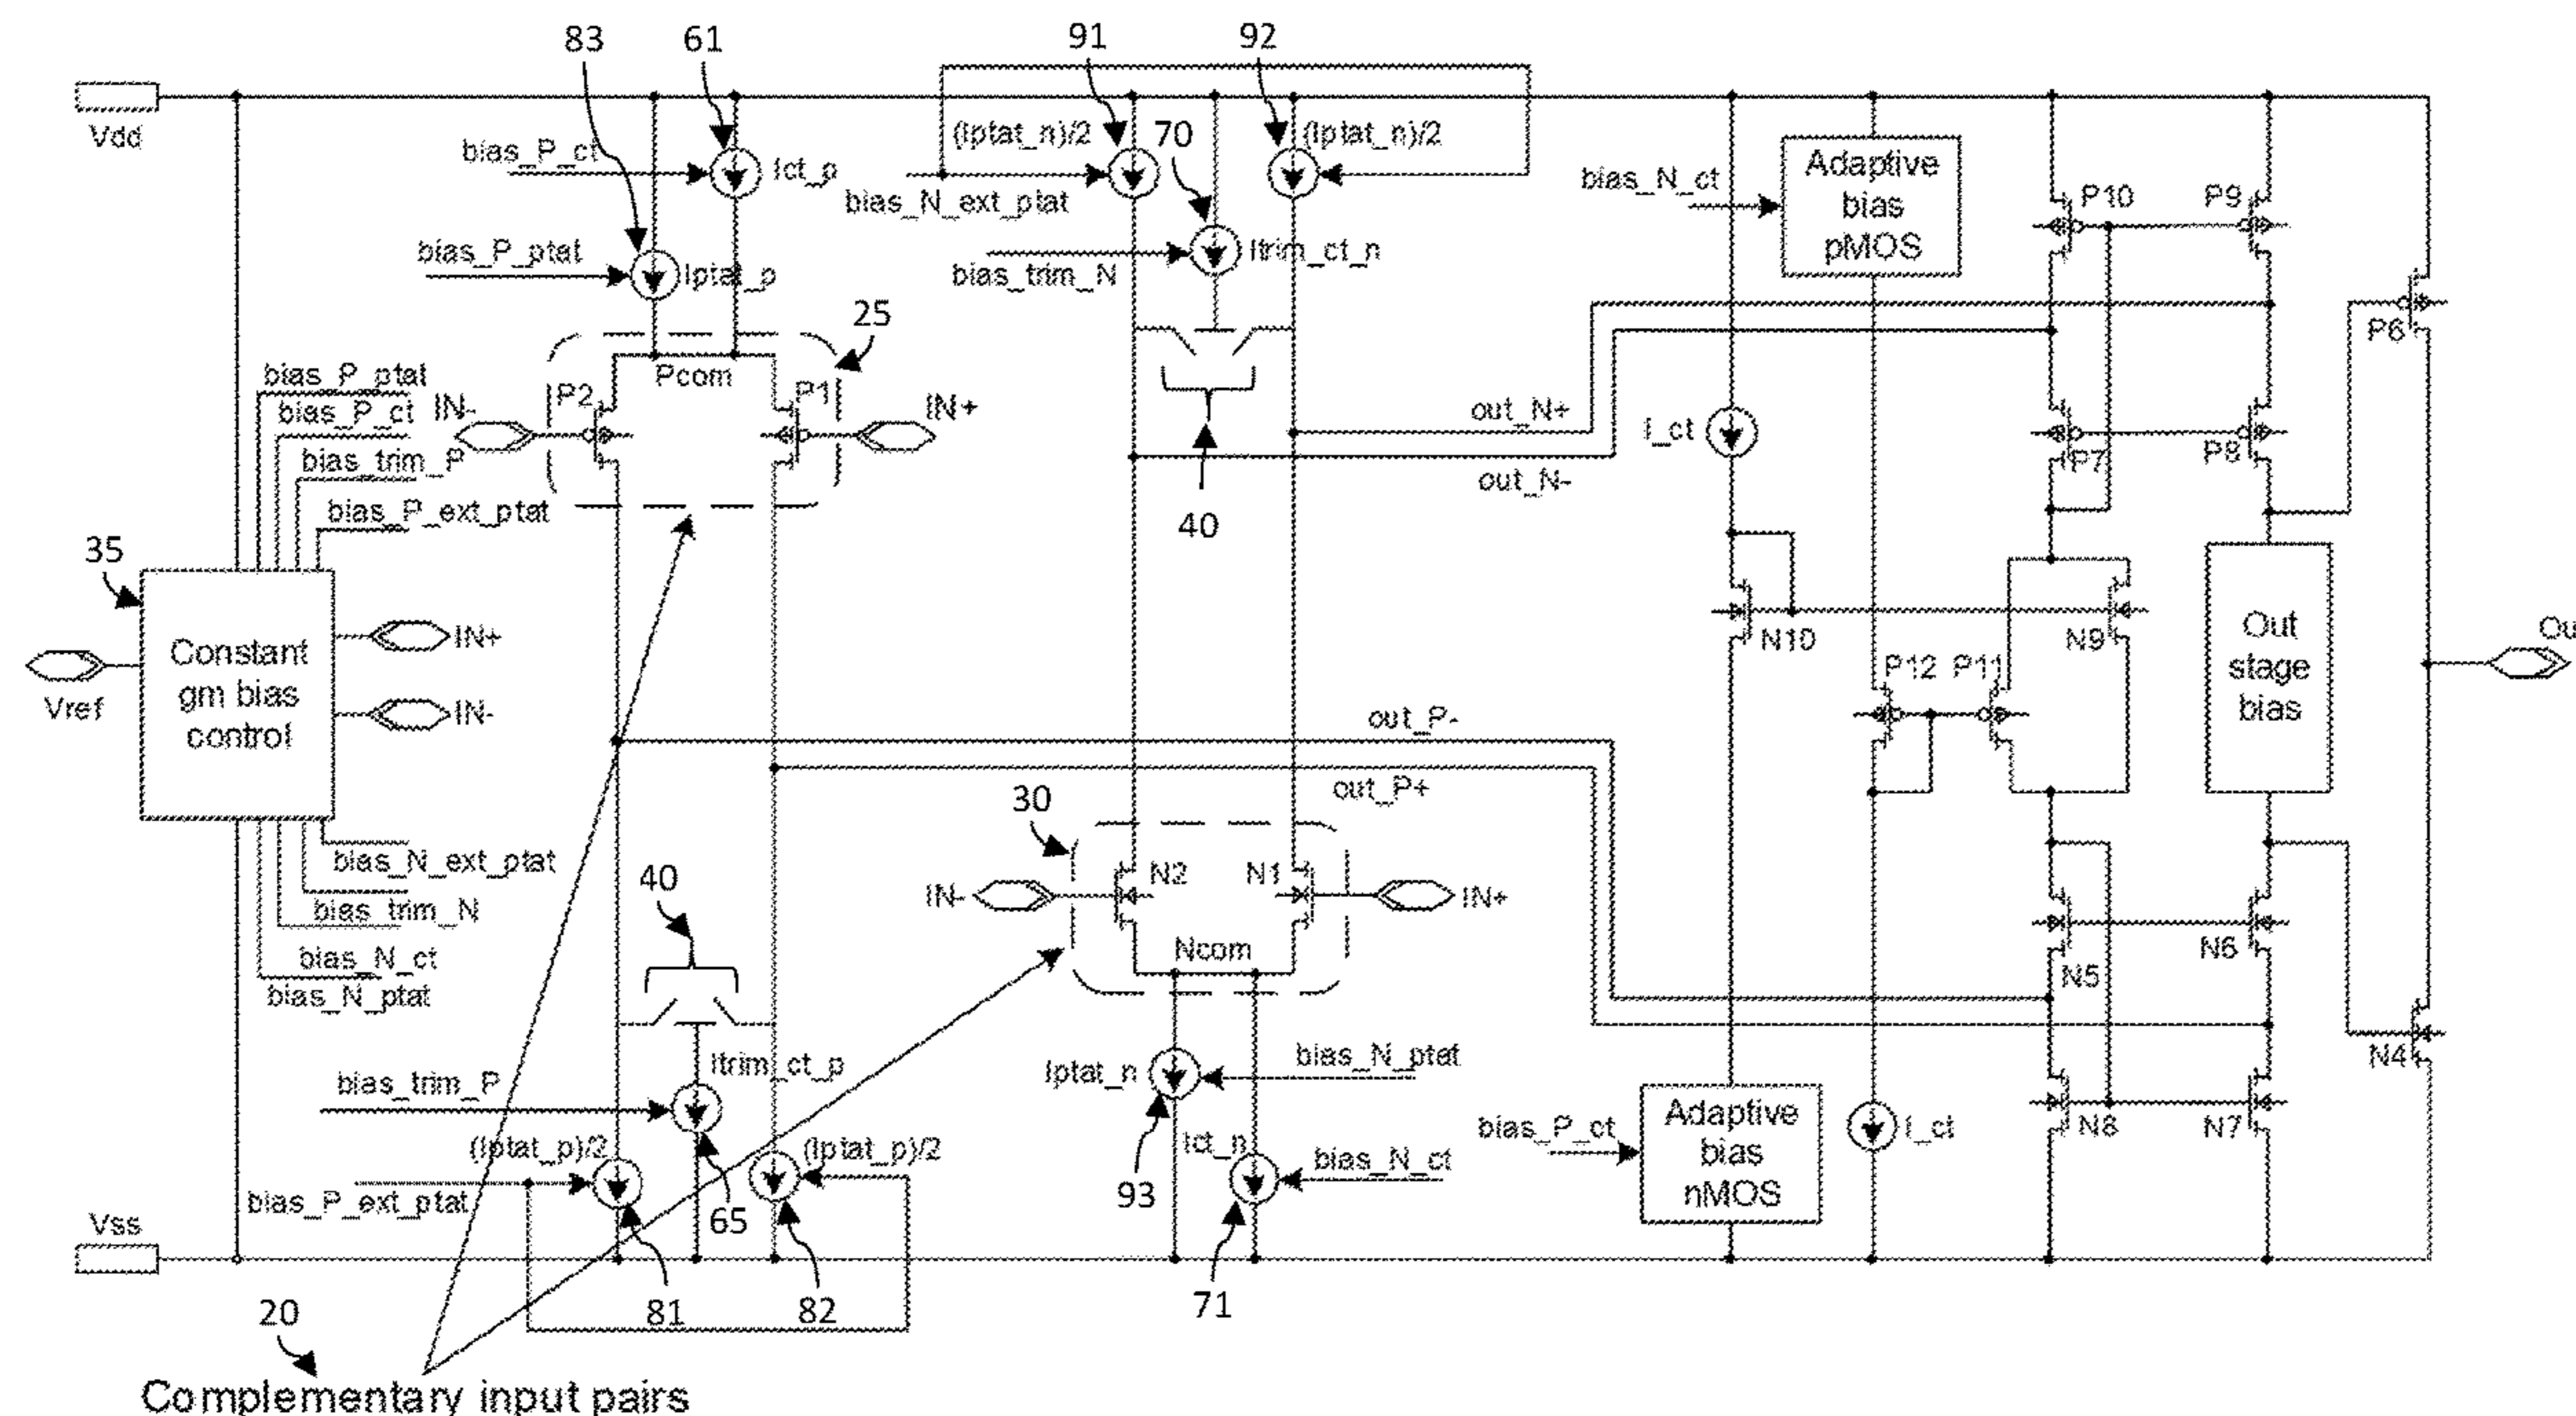 83
61
91
92
Vdd
bias_P_ct
Ict_p
(Iptat_n)/2
70
(Iptat_n)/2
bias_N_ext_ptat
bias_P_ptat
Iptat_p
bias_trim_N
Itrim_ct_n
bias_N_ct
Adaptive
bias
pMOS
P10
P9
P6
25
Pcom
P2
P1
IN-
IN+
40
out_N+
out_N-
I_ct
P7
P8
bias_P_ptat
bias_P_ct
bias_trim_P
bias_P_ext_ptat
35
Constant
gm bias
control
Vref
IN+
IN-
N10
N9
P12
P11
Out
stage
bias
Ou
out_P-
out_P+
30
bias_N_ext_ptat
bias_trim_N
bias_N_ct
bias_N_ptat
40
IN-
N2
N1
IN+
Ncom
N5
N6
N4
Itrim_ct_p
bias_trim_P
Iptat_n
bias_N_ptat
(Iptat_p)/2
(Iptat_p)/2
bias_P_ext_ptat
65
93
Ict_n
bias_N_ct
71
bias_P_ct
Adaptive
bias
nMOS
I_ct
N8
N7
Vss
81
82
20
Complementary input pairs